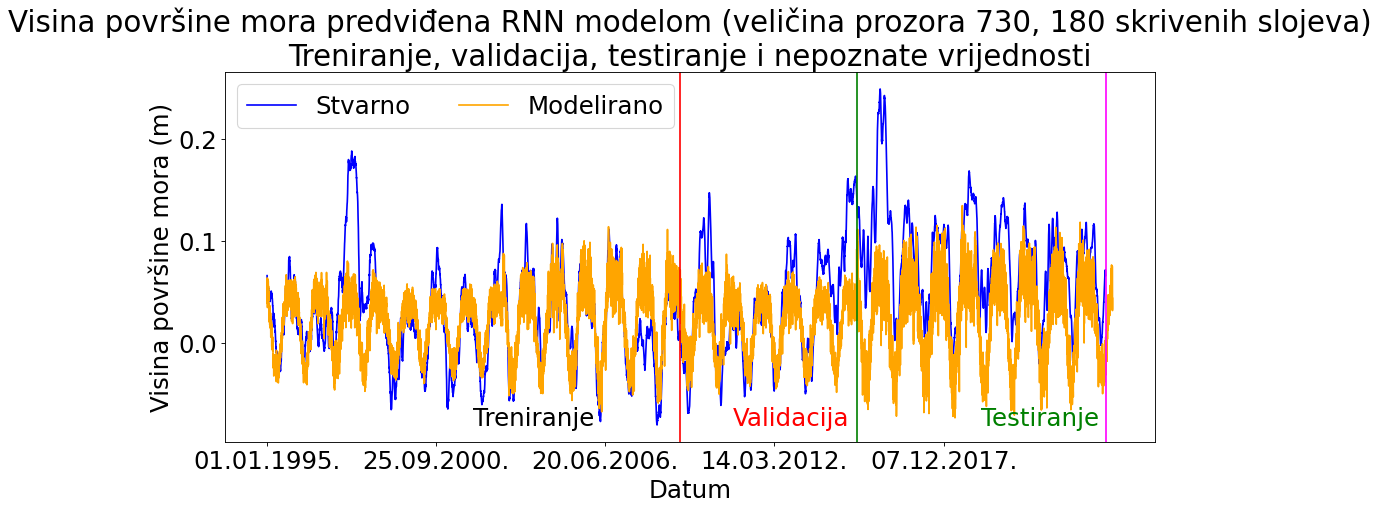 Visina površine mora predviđena RNN modelom (veličina prozora 730, 180 skrivenih slojeva)
Treniranje, validacija, testiranje i nepoznate vrijednosti
Stvarno Modelirano
Visina površine mora (m)
0.2
0.1
0.0
Treniranje Validacija Testiranje
01.01.1995. 25.09.2000. 20.06.2006. 14.03.2012. 07.12.2017.
Datum